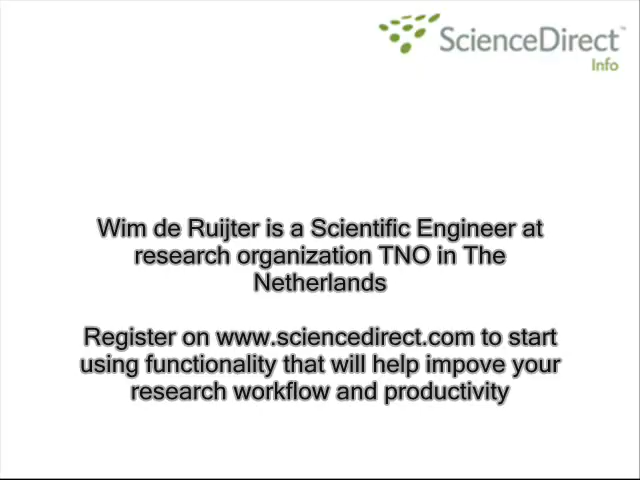 ScienceDirect™
Info
Wim de Ruijter is a Scientific Engineer at
research organization TNO in The
Netherlands
Register on www.sciencedirect.com to start
using functionality that will help impove your
research workflow and productivity